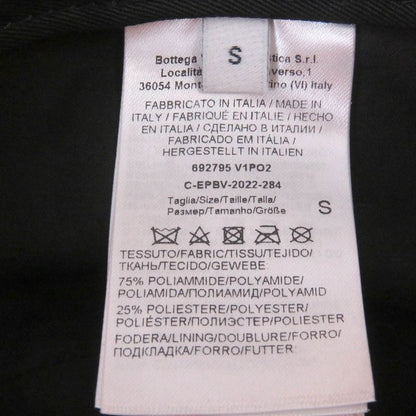 Bottega V stica S.r.l.
Località averso,1
36054 Mont ino (VI) Italy
S
FABBRICATO IN ITALIA / MADE IN
ITALY / FABRIQUÉ EN ITALIE / HECHO
EN ITALIA / СДЕЛАНО В ИТАЛИИ /
FABRICADO EM ITÁLIA /
HERGESTELLT IN ITALIEN
692795 V1PO2
C-EPBV-2022-284
Taglia/Size/Taille/Talla/
Размер/Tamanho/Größe S
TESSUTO/FABRIC/TISSU/TEJIDO/
ТКАНЬ/TECIDO/GEWEBE
75% POLIAMMIDE/POLYAMIDE/
POLIAMIDA/ПОЛИАМИД/POLYAMID
25% POLIESTERE/POLYESTER/
POLIÉSTER/ПОЛИЭСТЕР/POLYESTER
FODERA/LINING/DOUBLURE/FORRO/
ПОДКЛАДКА/FORRO/FUTTER: